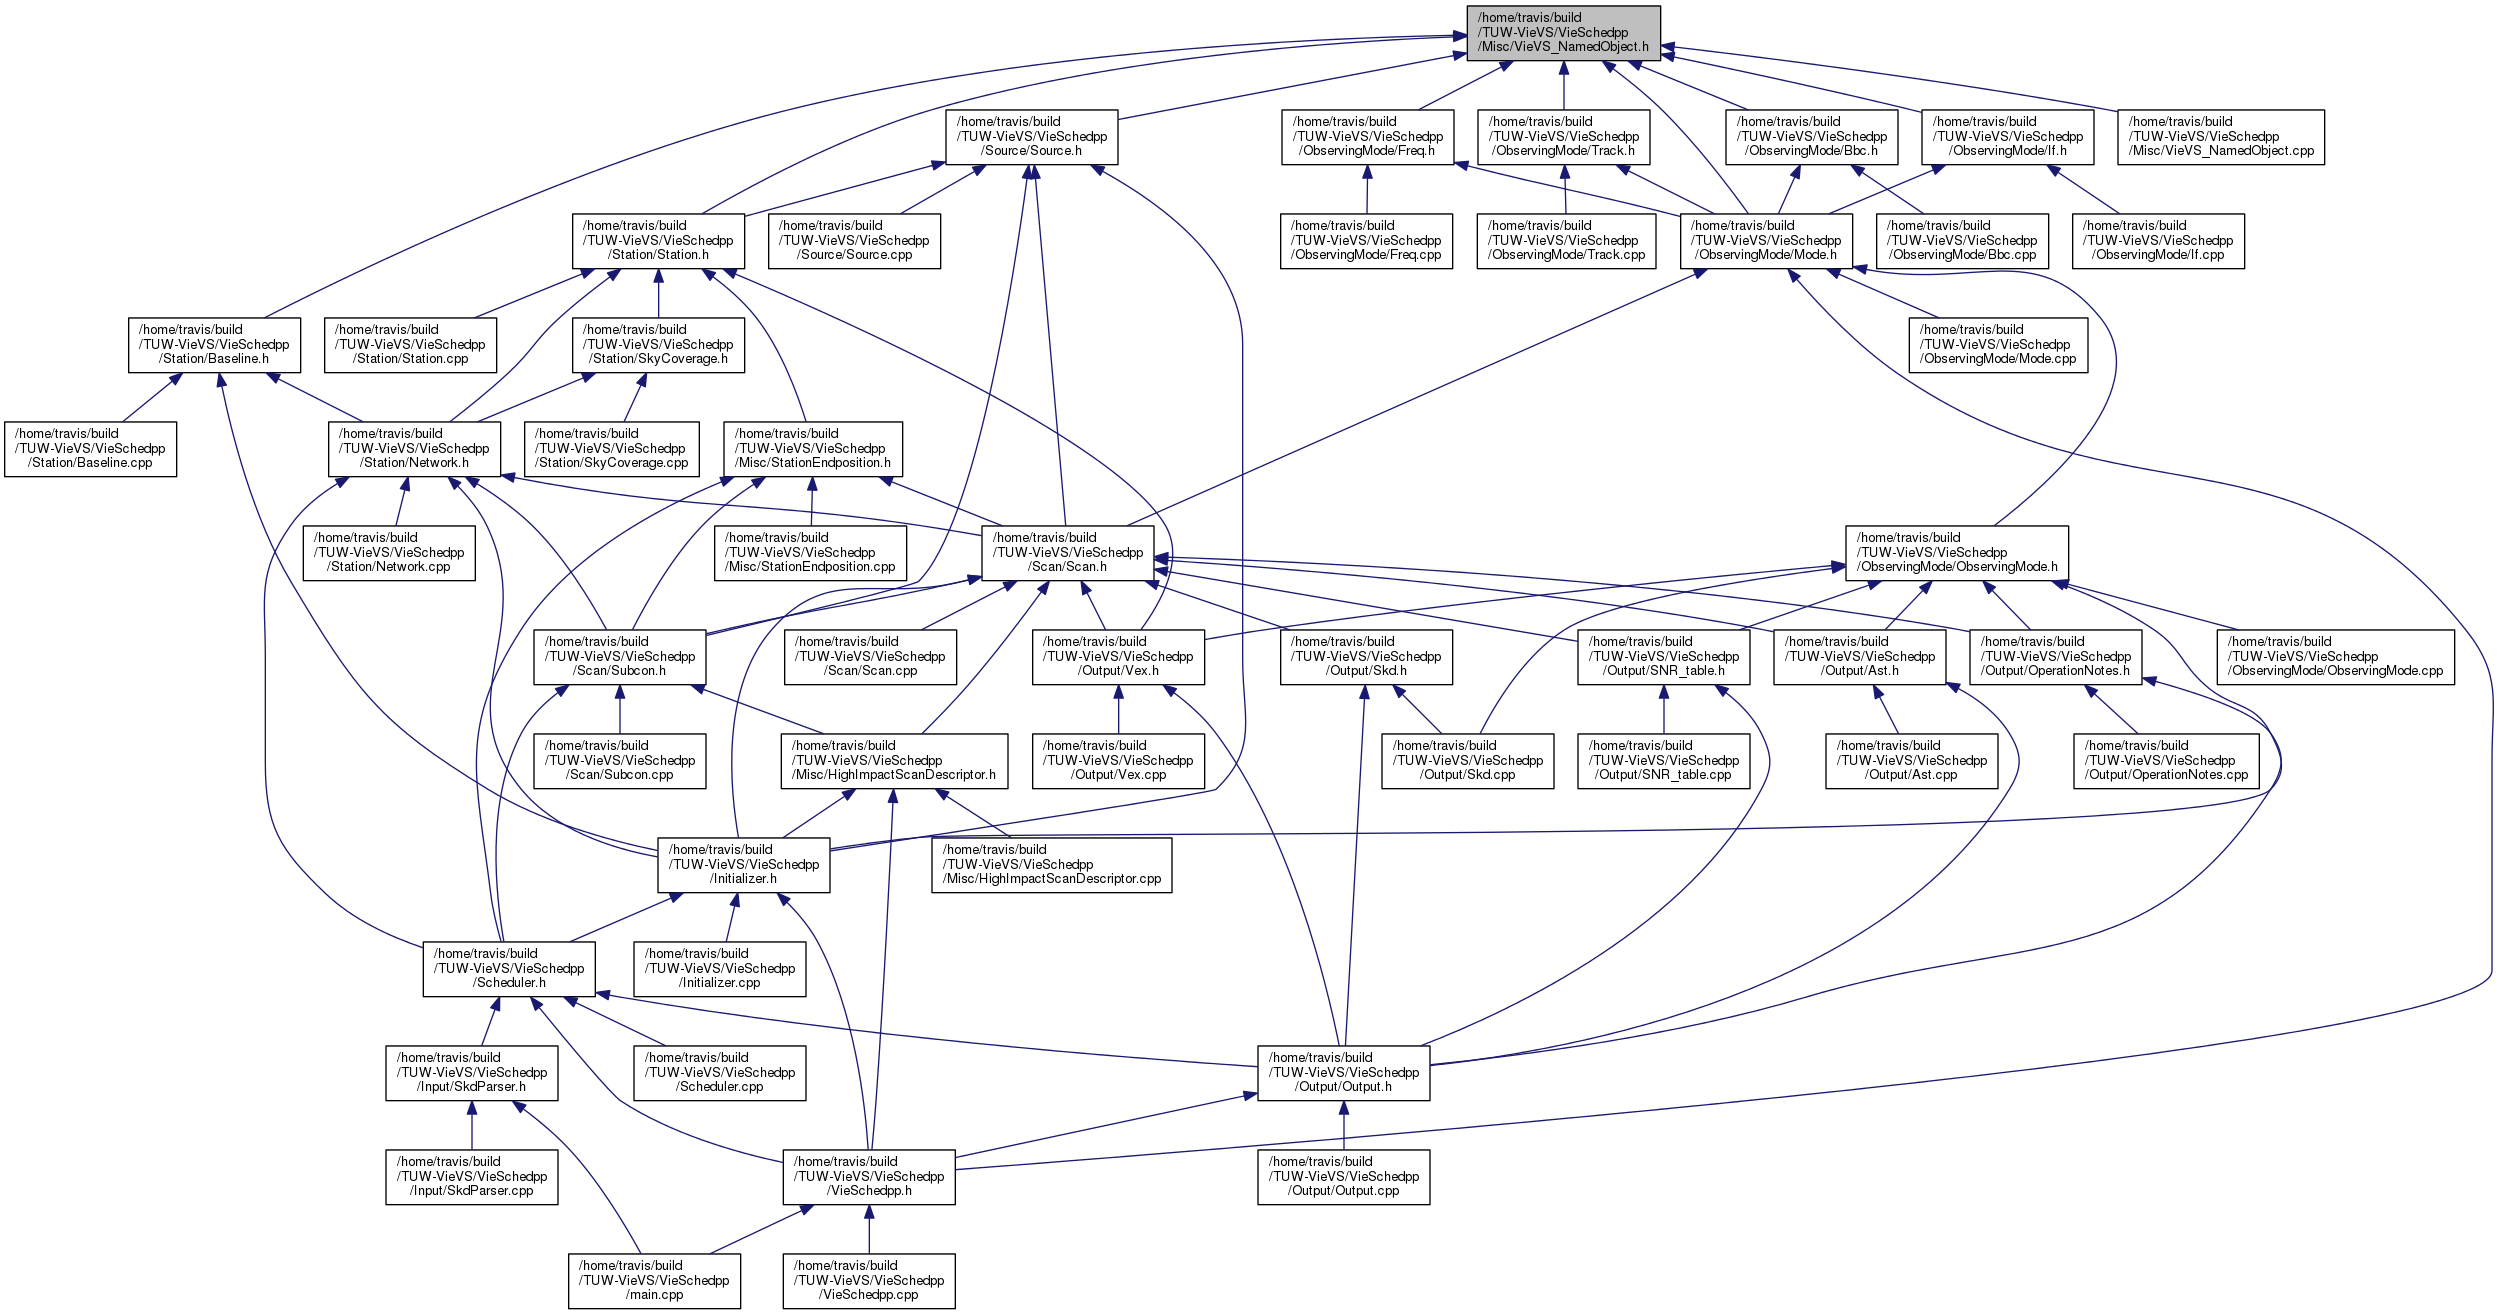 /home/travis/build
/TUW-VieVS/VieSchedpp
/Misc/VieVS_NamedObject.h
/home/travis/build
/TUW-VieVS/VieSchedpp
/Source/Source.h
/home/travis/build
/TUW-VieVS/VieSchedpp
/ObservingMode/Freq.h
/home/travis/build
/TUW-VieVS/VieSchedpp
/ObservingMode/Track.h
/home/travis/build
/TUW-VieVS/VieSchedpp
/ObservingMode/Bbc.h
/home/travis/build
/TUW-VieVS/VieSchedpp
/ObservingMode/If.h
/home/travis/build
/TUW-VieVS/VieSchedpp
/Misc/VieVS_NamedObject.cpp
/home/travis/build
/TUW-VieVS/VieSchedpp
/Station/Station.h
/home/travis/build
/TUW-VieVS/VieSchedpp
/Source/Source.cpp
/home/travis/build
/TUW-VieVS/VieSchedpp
/ObservingMode/Freq.cpp
/home/travis/build
/TUW-VieVS/VieSchedpp
/ObservingMode/Track.cpp
/home/travis/build
/TUW-VieVS/VieSchedpp
/ObservingMode/Mode.h
/home/travis/build
/TUW-VieVS/VieSchedpp
/ObservingMode/Bbc.cpp
/home/travis/build
/TUW-VieVS/VieSchedpp
/ObservingMode/If.cpp
/home/travis/build
/TUW-VieVS/VieSchedpp
/Station/Baseline.h
/home/travis/build
/TUW-VieVS/VieSchedpp
/Station/Station.cpp
/home/travis/build
/TUW-VieVS/VieSchedpp
/Station/SkyCoverage.h
/home/travis/build
/TUW-VieVS/VieSchedpp
/ObservingMode/Mode.cpp
/home/travis/build
/TUW-VieVS/VieSchedpp
/Station/Baseline.cpp
/home/travis/build
/TUW-VieVS/VieSchedpp
/Station/Network.h
/home/travis/build
/TUW-VieVS/VieSchedpp
/Station/SkyCoverage.cpp
/home/travis/build
/TUW-VieVS/VieSchedpp
/Misc/StationEndposition.h
/home/travis/build
/TUW-VieVS/VieSchedpp
/Station/Network.cpp
/home/travis/build
/TUW-VieVS/VieSchedpp
/Misc/StationEndposition.cpp
/home/travis/build
/TUW-VieVS/VieSchedpp
/Scan/Scan.h
/home/travis/build
/TUW-VieVS/VieSchedpp
/ObservingMode/ObservingMode.h
/home/travis/build
/TUW-VieVS/VieSchedpp
/Scan/Subcon.h
/home/travis/build
/TUW-VieVS/VieSchedpp
/Scan/Scan.cpp
/home/travis/build
/TUW-VieVS/VieSchedpp
/Output/Vex.h
/home/travis/build
/TUW-VieVS/VieSchedpp
/Output/Skd.h
/home/travis/build
/TUW-VieVS/VieSchedpp
/Output/SNR_table.h
/home/travis/build
/TUW-VieVS/VieSchedpp
/Output/Ast.h
/home/travis/build
/TUW-VieVS/VieSchedpp
/Output/OperationNotes.h
/home/travis/build
/TUW-VieVS/VieSchedpp
/ObservingMode/ObservingMode.cpp
/home/travis/build
/TUW-VieVS/VieSchedpp
/Scan/Subcon.cpp
/home/travis/build
/TUW-VieVS/VieSchedpp
/Misc/HighImpactScanDescriptor.h
/home/travis/build
/TUW-VieVS/VieSchedpp
/Output/Vex.cpp
/home/travis/build
/TUW-VieVS/VieSchedpp
/Output/Skd.cpp
/home/travis/build
/TUW-VieVS/VieSchedpp
/Output/SNR_table.cpp
/home/travis/build
/TUW-VieVS/VieSchedpp
/Output/Ast.cpp
/home/travis/build
/TUW-VieVS/VieSchedpp
/Output/OperationNotes.cpp
/home/travis/build
/TUW-VieVS/VieSchedpp
/Initializer.h
/home/travis/build
/TUW-VieVS/VieSchedpp
/Misc/HighImpactScanDescriptor.cpp
/home/travis/build
/TUW-VieVS/VieSchedpp
/Scheduler.h
/home/travis/build
/TUW-VieVS/VieSchedpp
/Initializer.cpp
/home/travis/build
/TUW-VieVS/VieSchedpp
/Input/SkdParser.h
/home/travis/build
/TUW-VieVS/VieSchedpp
/Scheduler.cpp
/home/travis/build
/TUW-VieVS/VieSchedpp
/Output/Output.h
/home/travis/build
/TUW-VieVS/VieSchedpp
/Input/SkdParser.cpp
/home/travis/build
/TUW-VieVS/VieSchedpp
/VieSchedpp.h
/home/travis/build
/TUW-VieVS/VieSchedpp
/Output/Output.cpp
/home/travis/build
/TUW-VieVS/VieSchedpp
/main.cpp
/home/travis/build
/TUW-VieVS/VieSchedpp
/VieSchedpp.cpp